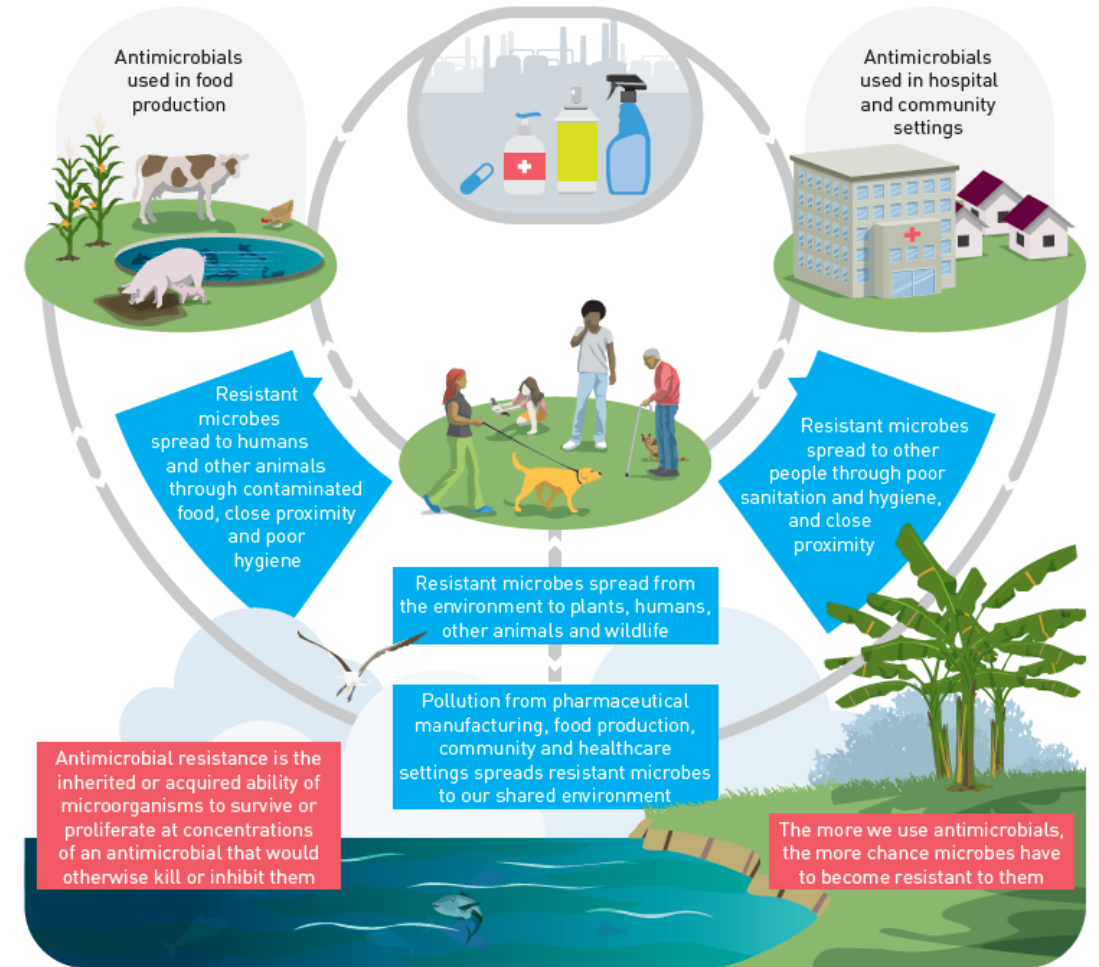 Antimicrobials
used in food
production
Antimicrobials
used in hospital
and community
settings
Resistant
microbes
spread to humans
and other animals
through contaminated
food, close proximity
and poor
hygiene
Resistant microbes
spread to other
people through poor
sanitation and hygiene,
and close
proximity
Resistant microbes spread from
the environment to plants, humans,
other animals and wildlife
Pollution from pharmaceutical
manufacturing, food production,
community and healthcare
settings spreads resistant microbes
to our shared environment
Antimicrobial resistance is the
inherited or acquired ability of
microorganisms to survive or
proliferate at concentrations
of an antimicrobial that would
otherwise kill or inhibit them
The more we use antimicrobials,
the more chance microbes have
to become resistant to them